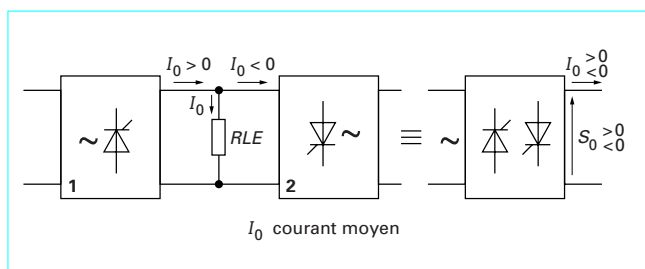 I0 > 0 I0 < 0 I0 >0 <0
I0
~ RLE ~ ≡ ~ S0 >0 <0
1 2
I0 courant moyen